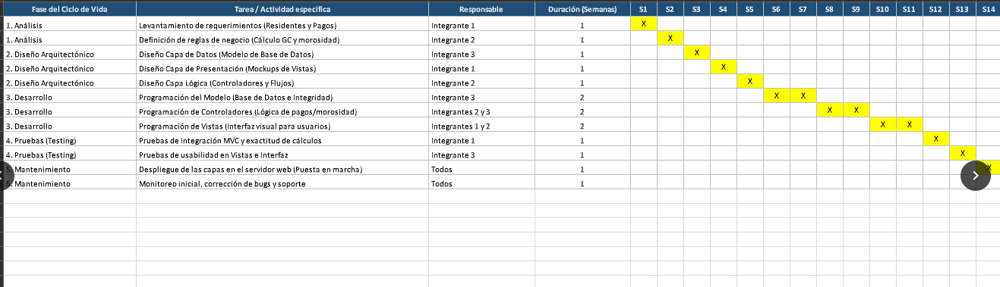 Fase del Ciclo de Vida Tarea / Actividad especifica Responsable Duración (Semanas) S1 S2 S3 S4 S5 S6 S7 S8 S9 S10 S11 S12 S13 S14
1. Análisis Levantamiento de requerimientos (Residentes y Pagos) Integrante 1 1 X
1. Análisis Definición de reglas de negocio (Cálculo GC y morosidad) Integrante 2 1 X
2. Diseño Arquitectónico Diseño Capa de Datos (Modelo de Base de Datos) Integrante 3 1 X
2. Diseño Arquitectónico Diseño Capa de Presentación (Mockups de Vistas) Integrante 1 1 X
2. Diseño Arquitectónico Diseño Capa Lógica (Controladores y Flujos) Integrante 2 1 X
3. Desarrollo Programación del Modelo (Base de Datos e Integridad) Integrante 3 2 X X
3. Desarrollo Programación de Controladores (Lógica de pagos/morosidad) Integrantes 2 y 3 2 X X
3. Desarrollo Programación de Vistas (Interfaz visual para usuarios) Integrantes 1 y 2 2 X X
4. Pruebas (Testing) Pruebas de Integración MVC y exactitud de cálculos Integrante 1 1 X
4. Pruebas (Testing) Pruebas de usabilidad en Vistas e Interfaz Integrante 3 1 X
5. Mantenimiento Despliegue de las capas en el servidor web (Puesta en marcha) Todos 1 X
5. Mantenimiento Monitoreo inicial, corrección de bugs y soporte Todos 1